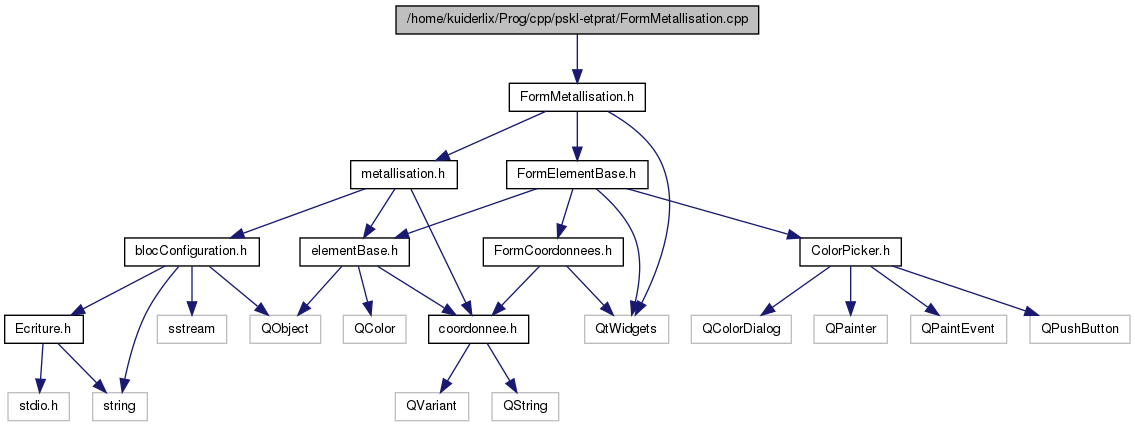 /home/kuiderlix/Prog/cpp/pskl-etprat/FormMetallisation.cpp
FormMetallisation.h
metallisation.h
FormElementBase.h
blocConfiguration.h
elementBase.h
FormCoordonnees.h
ColorPicker.h
Ecriture.h
sstream
QObject
QColor
coordonnee.h
QtWidgets
QColorDialog
QPainter
QPaintEvent
QPushButton
stdio.h
string
QVariant
QString